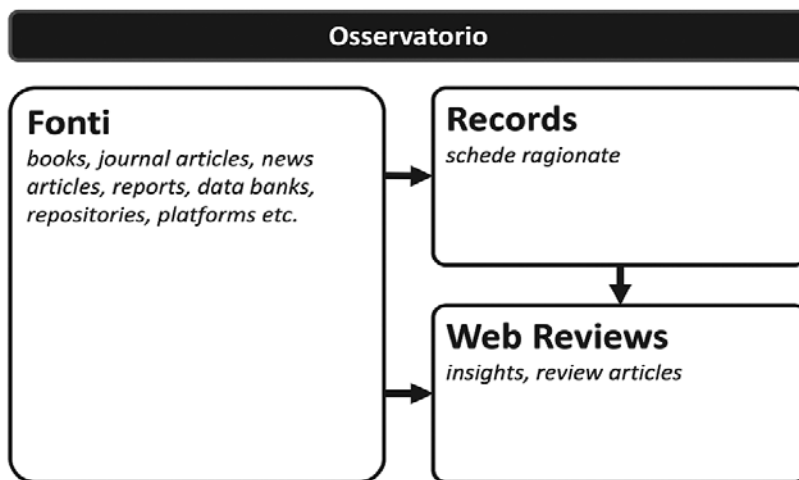 Osservatorio
Fonti
books, journal articles, news
articles, reports, data banks,
repositories, platforms etc.
Records
schede ragionate
Web Reviews
insights, review articles